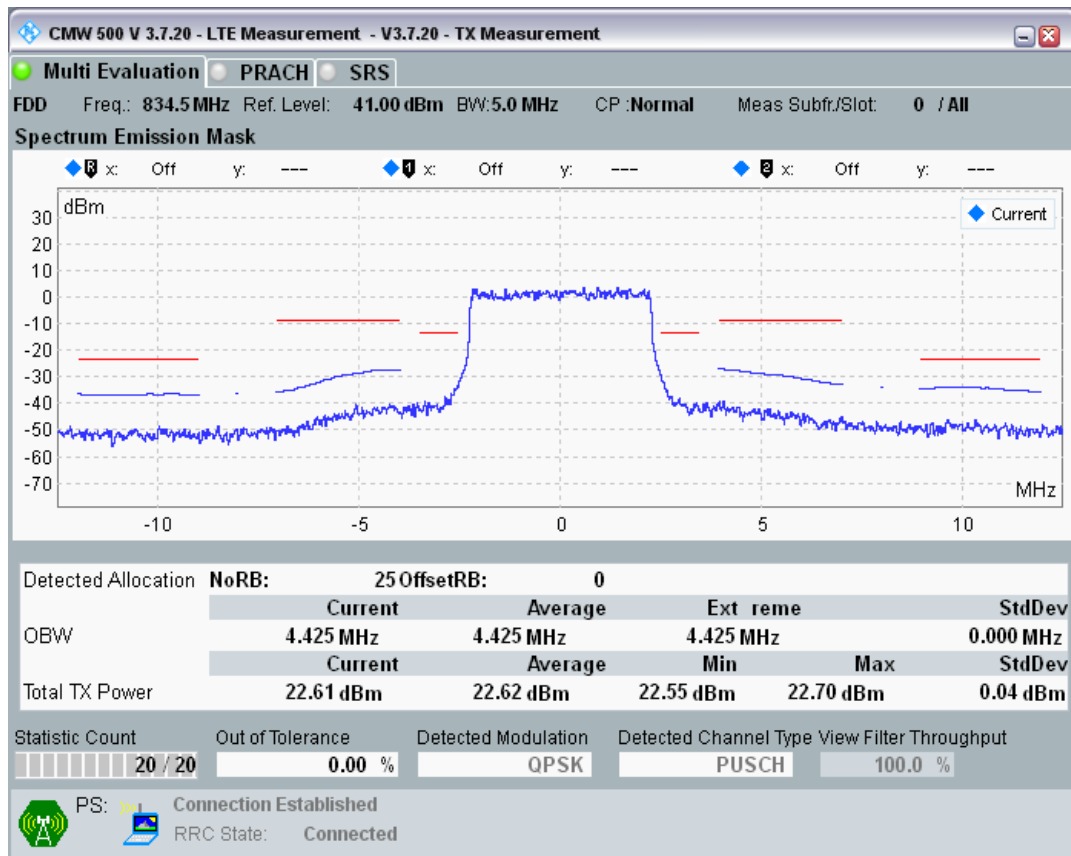 CMW 500 V 3.7.20 - LTE Measurement - V3.7.20 - TX Measurement
Multi Evaluation PRACH SRS
FDD Freq.: 834.5 MHz Ref. Level: 41.00 dBm BW:5.0 MHz CP :Normal Meas Subfr./Slot: 0 / All
Spectrum Emission Mask
R x: Off y: --- 1 x: Off y: --- 2 x: Off y: ---
dBm
Current
30
20
10
0
-10
-20
-30
-40
-50
-60
-70
MHz
-10 -5 0 5 10
Detected Allocation NoRB: 25 OffsetRB: 0
Current Average Ext reme StdDev
OBW 4.425 MHz 4.425 MHz 4.425 MHz 0.000 MHz
Current Average Min Max StdDev
Total TX Power 22.61 dBm 22.62 dBm 22.55 dBm 22.70 dBm 0.04 dBm
Statistic Count Out of Tolerance Detected Modulation Detected Channel Type View Filter Throughput
20 / 20 0.00 % QPSK PUSCH 100.0 %
PS: Connection Established
RRC State: Connected